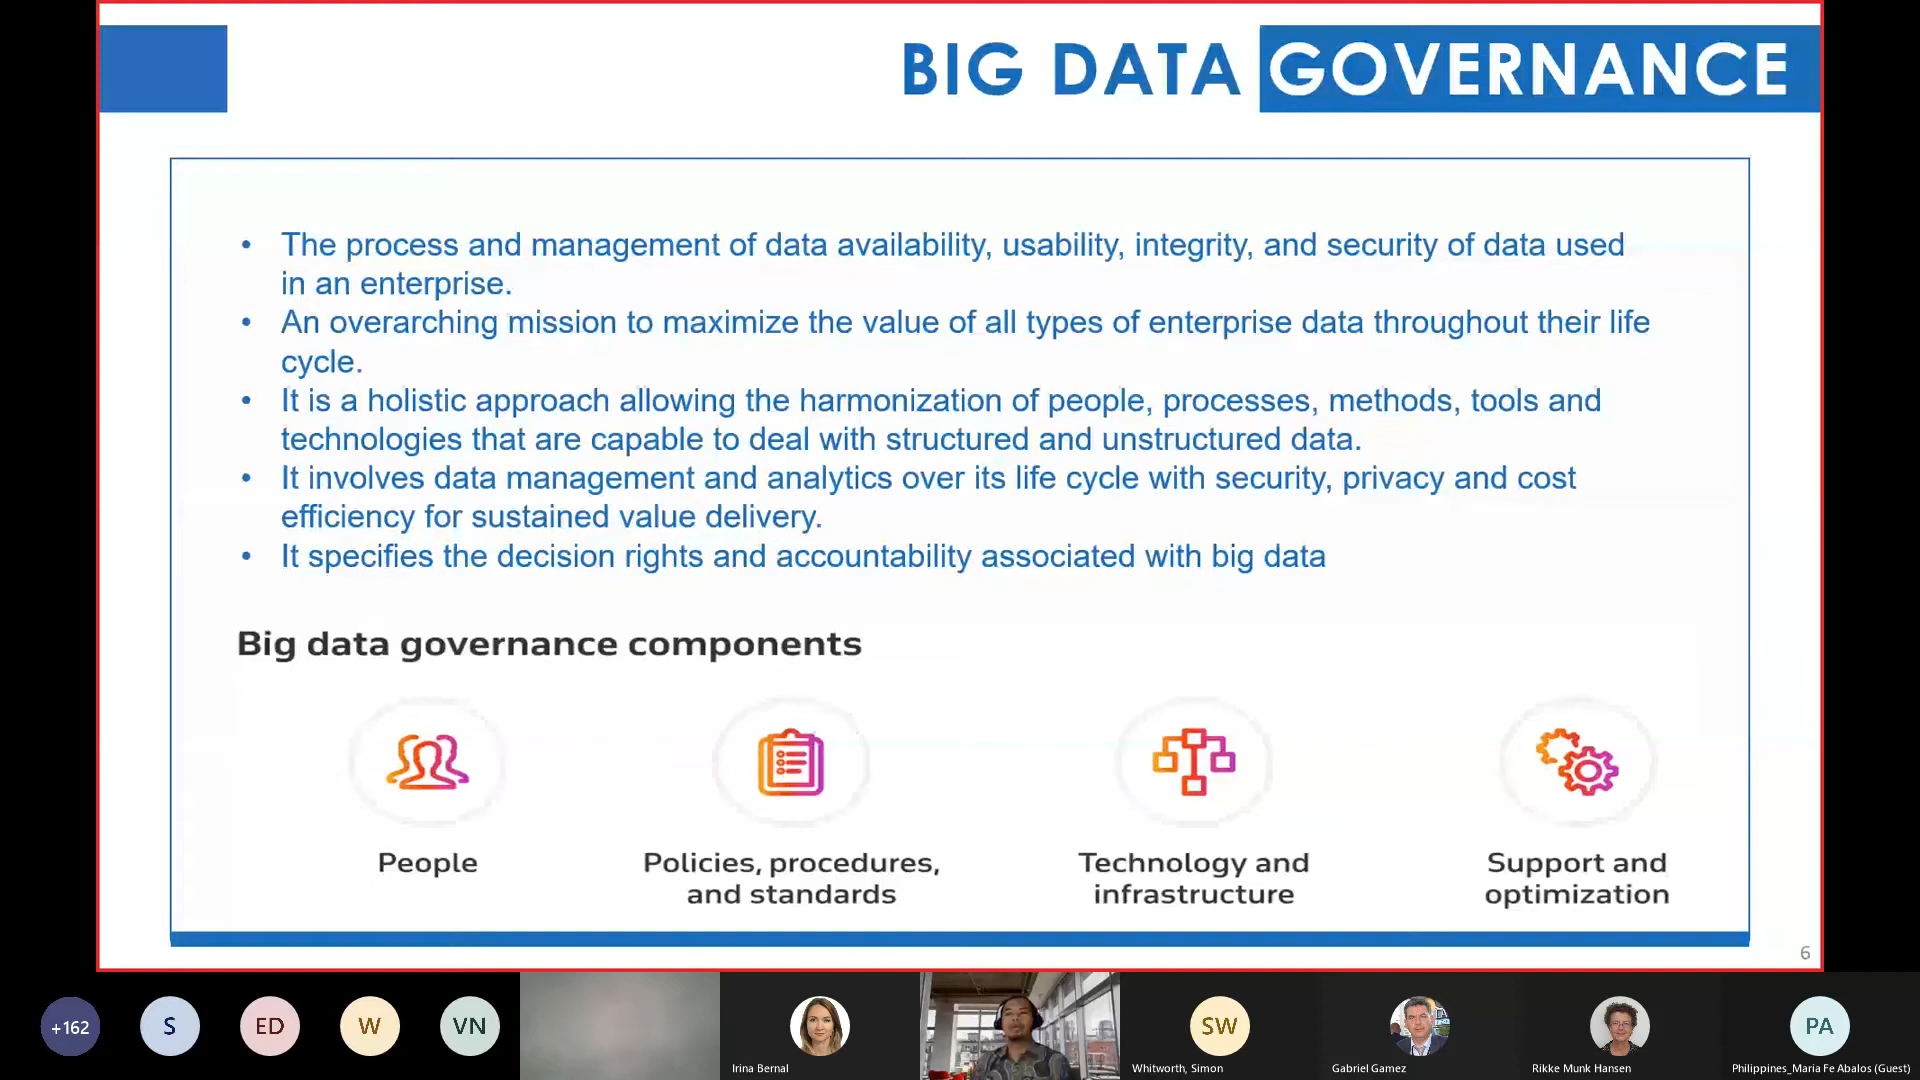 BIG DATA GOVERNANCE
• The process and management of data availability, usability, integrity, and security of data used
in an enterprise.
• An overarching mission to maximize the value of all types of enterprise data throughout their life
cycle.
• It is a holistic approach allowing the harmonization of people, processes, methods, tools and
technologies that are capable to deal with structured and unstructured data.
• It involves data management and analytics over its life cycle with security, privacy and cost
efficiency for sustained value delivery.
• It specifies the decision rights and accountability associated with big data
Big data governance components
People
Policies, procedures,
and standards
Technology and
infrastructure
Support and
optimization
6
+162
S
ED
W
VN
Irina Bernal
SW
Whitworth, Simon
Gabriel Gamez
Rikke Munk Hansen
PA
Philippines_Maria Fe Abalos (Guest)